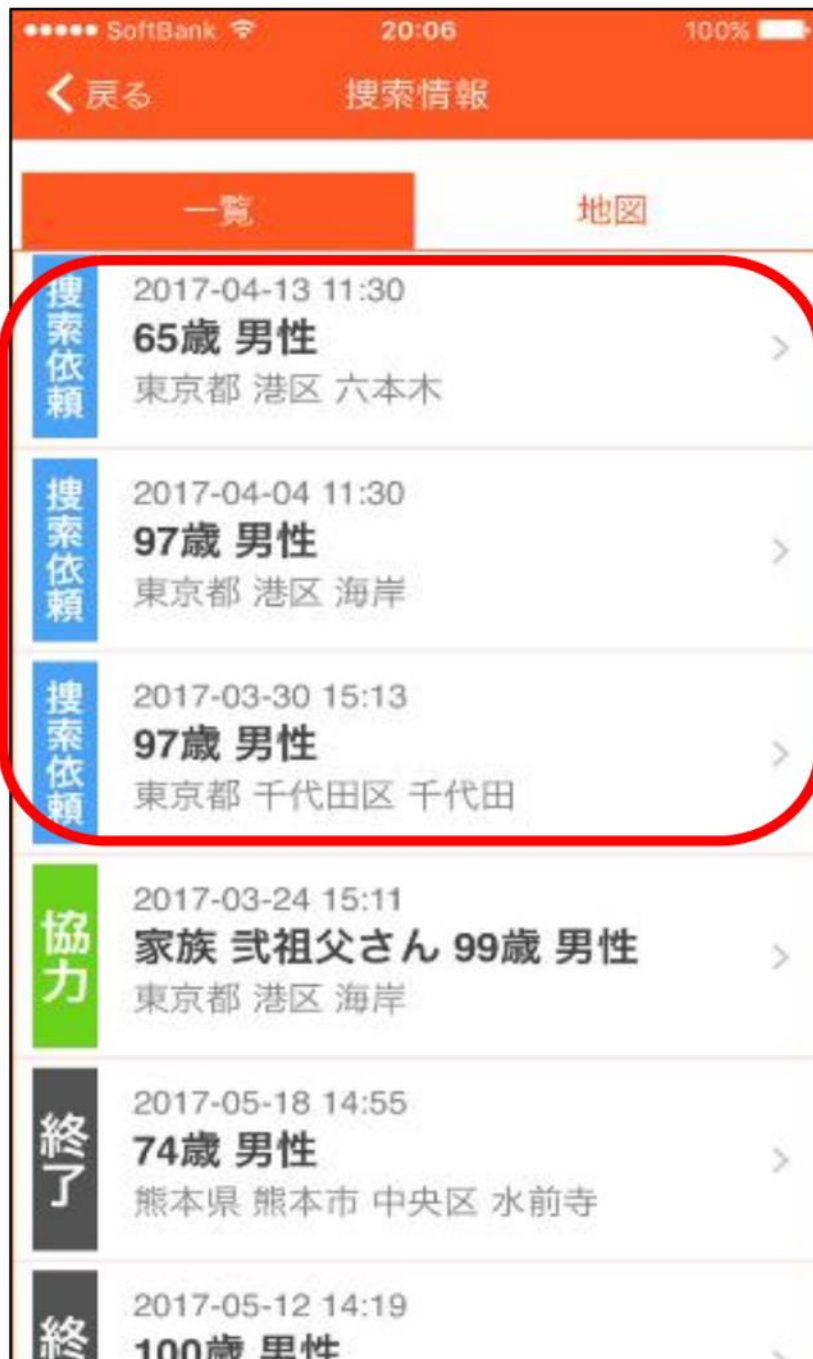 SoftBank 20:06 100%
戻る 捜索情報
一覧 地図
捜索依頼
2017-04-13 11:30
65歳 男性
東京都 港区 六本木
捜索依頼
2017-04-04 11:30
97歳 男性
東京都 港区 海岸
捜索依頼
2017-03-30 15:13
97歳 男性
東京都 千代田区 千代田
協力
2017-03-24 15:11
家族 弐祖父さん 99歳 男性
東京都 港区 海岸
終了
2017-05-18 14:55
74歳 男性
熊本県 熊本市 中央区 水前寺
終
2017-05-12 14:19
100歳 男性